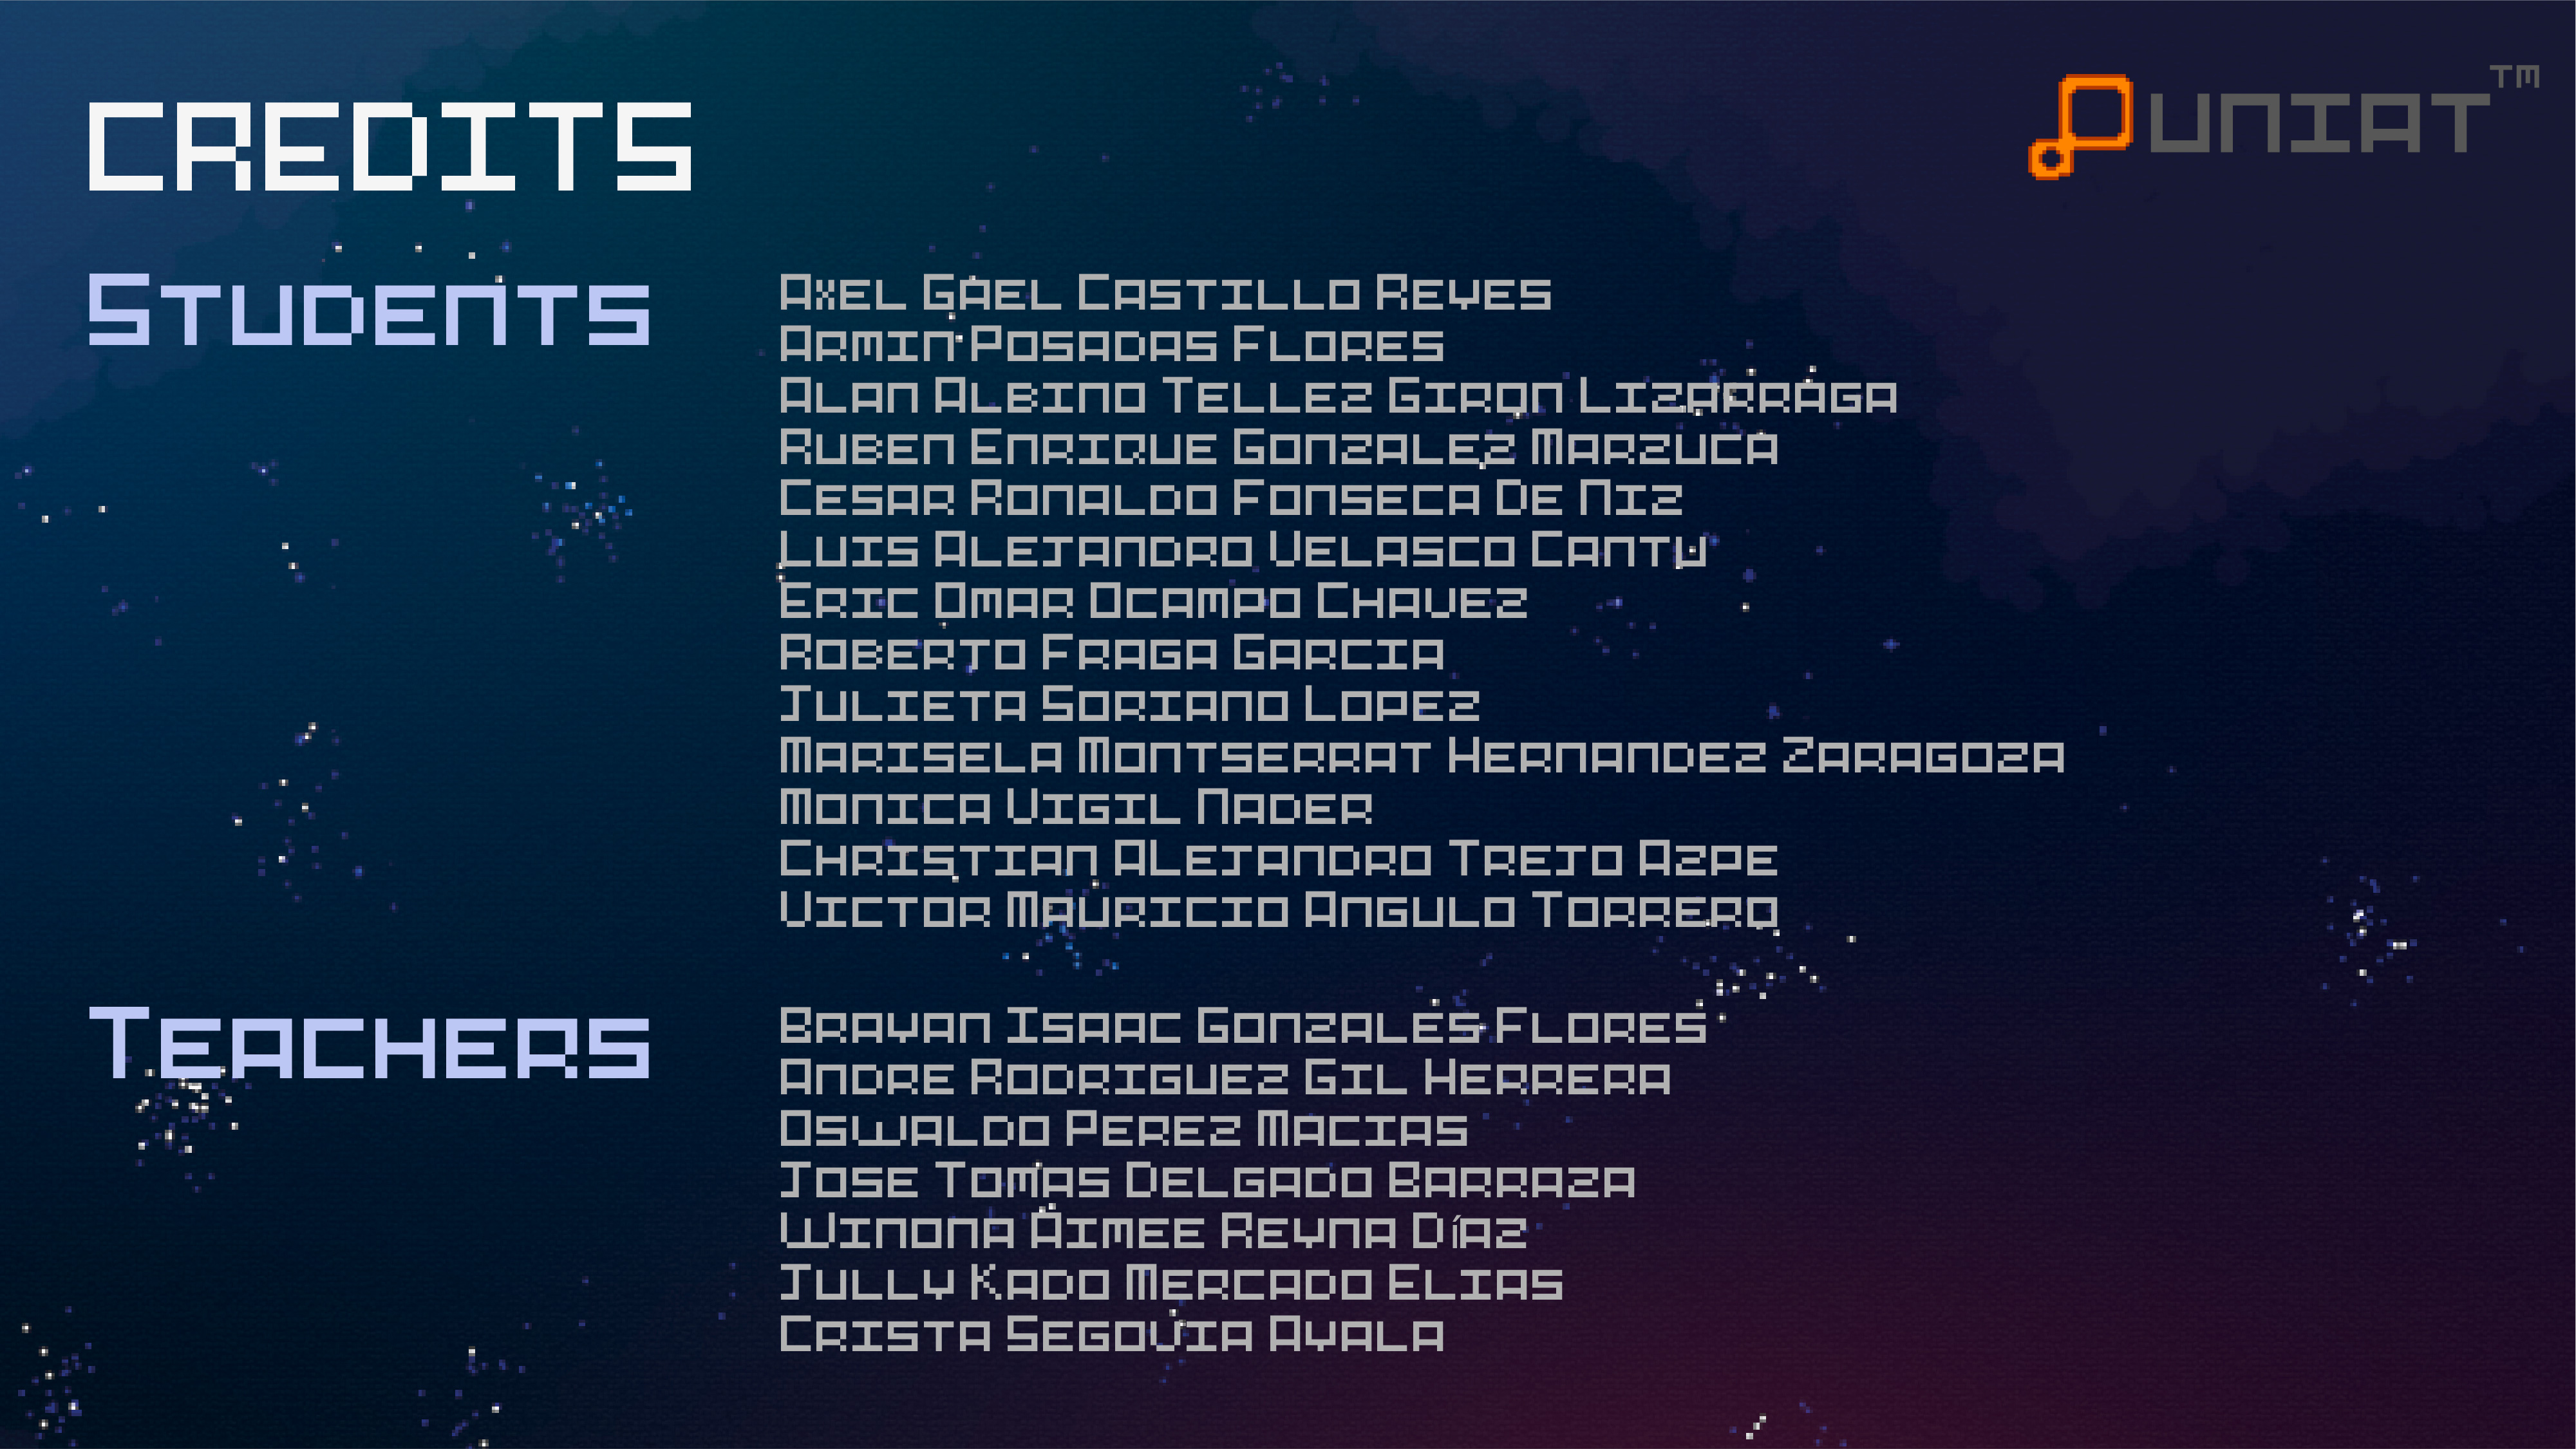 CREDITS
UNIAT™
Students
Axel Gael Castillo Reyes
Armin Posadas Flores
Alan Albino Tellez Giron Lizarraga
Ruben Enrique Gonzalez Marzuca
Cesar Ronaldo Fonseca De Niz
Luis Alejandro Velasco Cantu
Eric Omar Ocampo Chavez
Roberto Fraga Garcia
Julieta Soriano Lopez
Marisela Montserrat Hernandez Zaragoza
Monica Vigil Nader
Christian ALejandro Trejo Azpe
Victor Mauricio Angulo Torrero
Teachers
Brayan Isaac Gonzales Flores
Andre Rodriguez Gil Herrera
Oswaldo Perez Macias
Jose Tomas Delgado Barraza
Winona Aimee Reyna Díaz
Jully Kado Mercado Elias
Crista Segovia Ayala